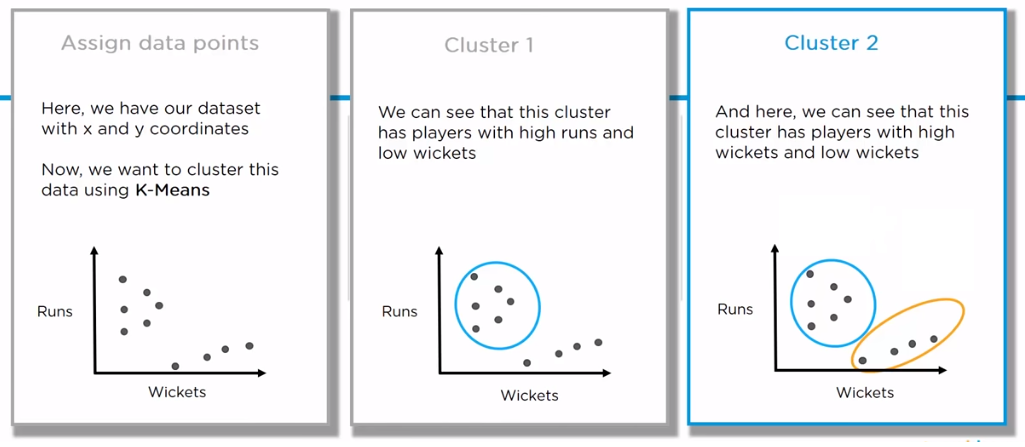 Assign data points
Here, we have our dataset
with x and y coordinates
Now, we want to cluster this
data using K-Means
Runs
Wickets
Cluster 1
We can see that this cluster
has players with high runs and
low wickets
Runs
Wickets
Cluster 2
And here, we can see that this
cluster has players with high
wickets and low wickets
Runs
Wickets